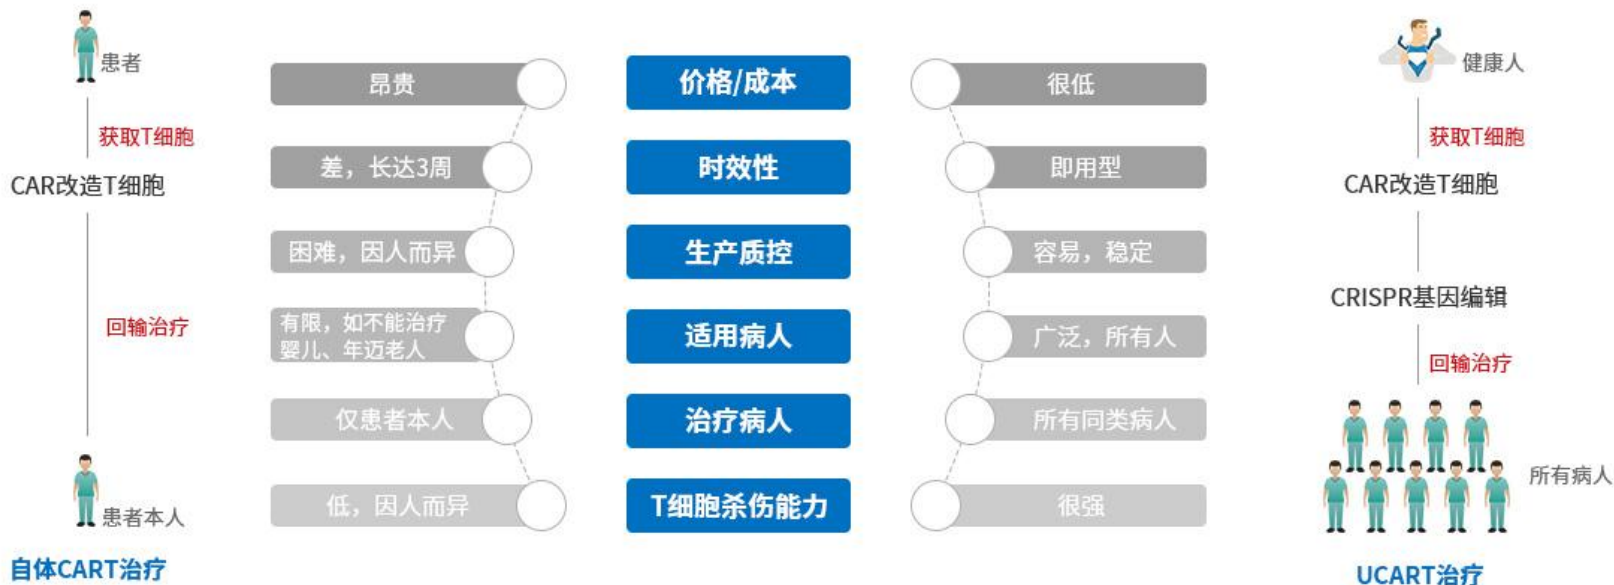 患者
获取T细胞
CAR改造T细胞
回输治疗
患者本人
自体CART治疗
昂贵
价格/成本
很低
差，长达3周
时效性
即用型
困难，因人而异
生产质控
容易，稳定
有限，如不能治疗
婴儿、年迈老人
适用病人
广泛，所有人
仅患者本人
治疗病人
所有同类病人
低，因人而异
T细胞杀伤能力
很强
健康人
获取T细胞
CAR改造T细胞
CRISPR基因编辑
回输治疗
所有病人
UCART治疗